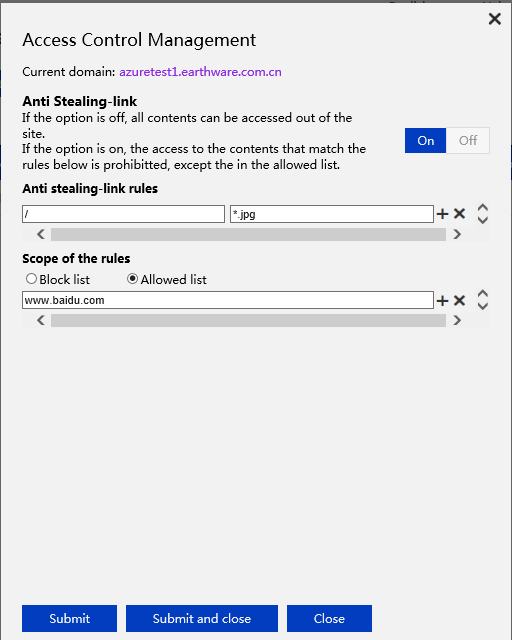 Access Control Management
Current domain: azuretest1.earthware.com.cn
Anti Stealing-link
If the option is off, all contents can be accessed out of the
site.
If the option is on, the access to the contents that match the
rules below is prohibitted, except the in the allowed list.
On Off
Anti stealing-link rules
/ *.jpg
Scope of the rules
Block list Allowed list
www.baidu.com
Submit Submit and close Close